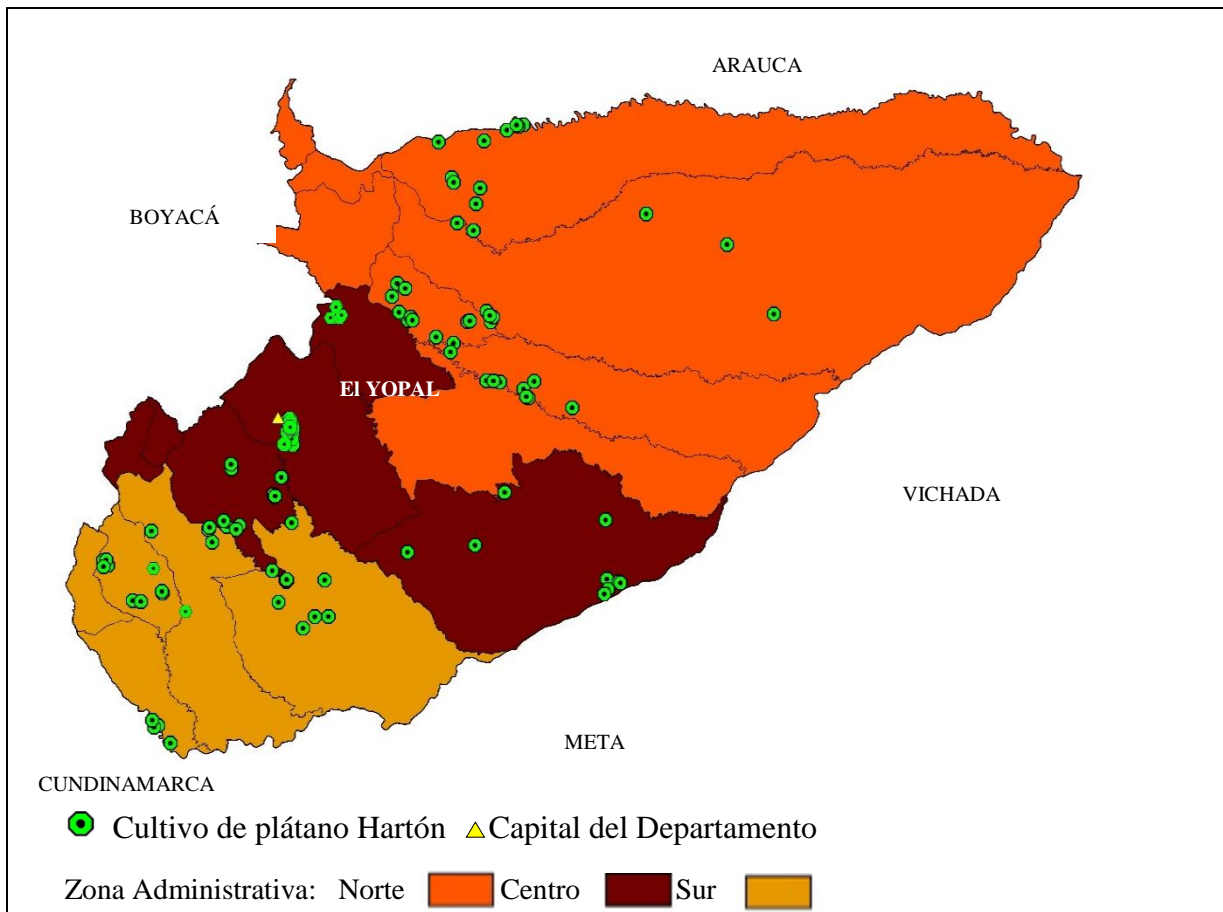 ARAUCA
BOYACÁ
El YOPAL
VICHADA
META
CUNDINAMARCA
Cultivo de plátano Hartón Capital del Departamento
Zona Administrativa: Norte Centro Sur